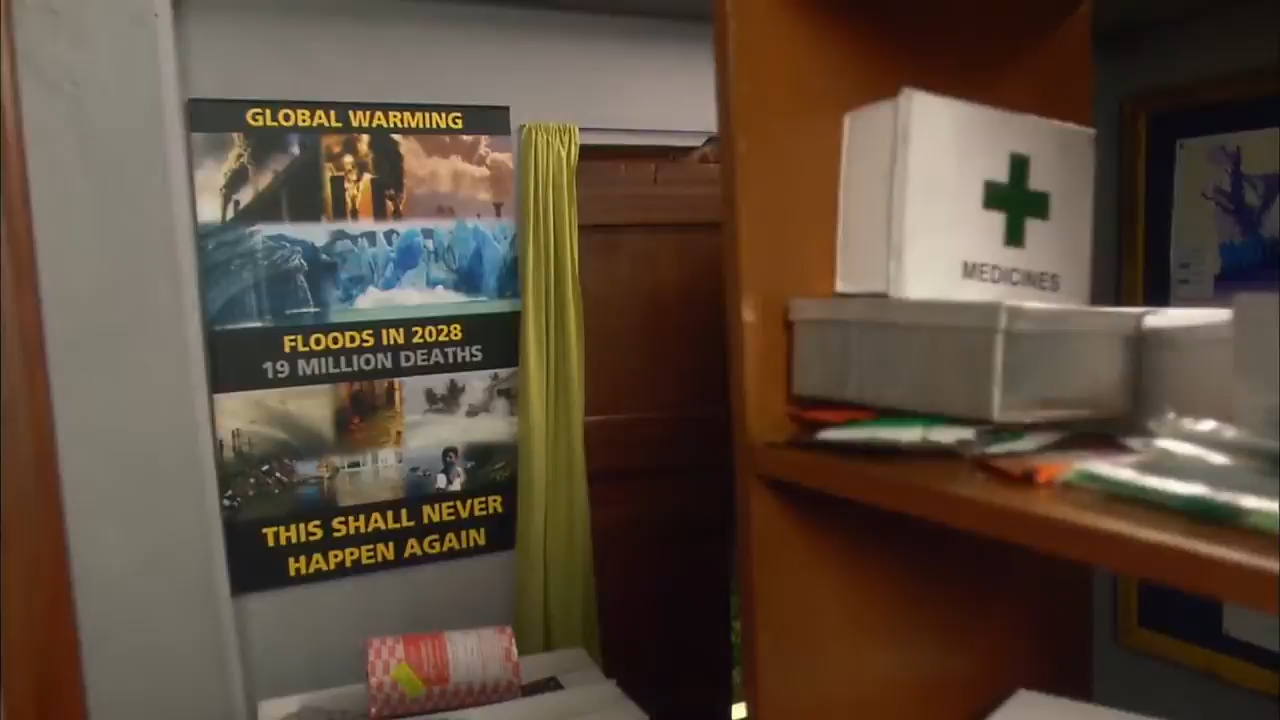 GLOBAL WARMING
FLOODS IN 2028
19 MILLION DEATHS
THIS SHALL NEVER
HAPPEN AGAIN
MEDICINES